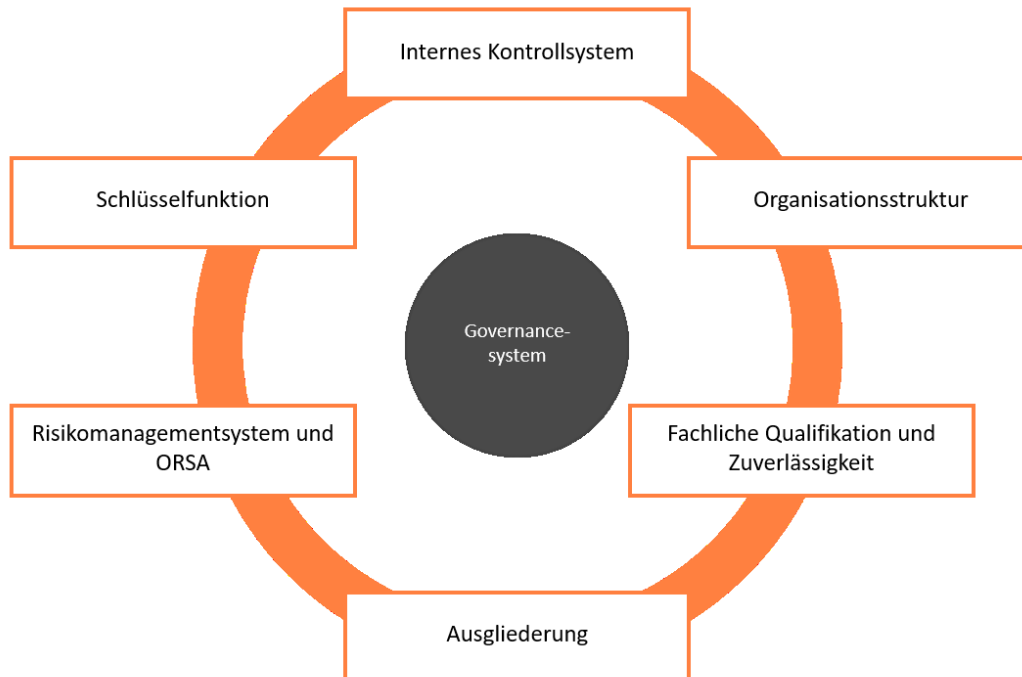 Internes Kontrollsystem
Schlüsselfunktion
Organisationsstruktur
Governance-
system
Risikomanagementsystem und
ORSA
Fachliche Qualifikation und
Zuverlässigkeit
Ausgliederung